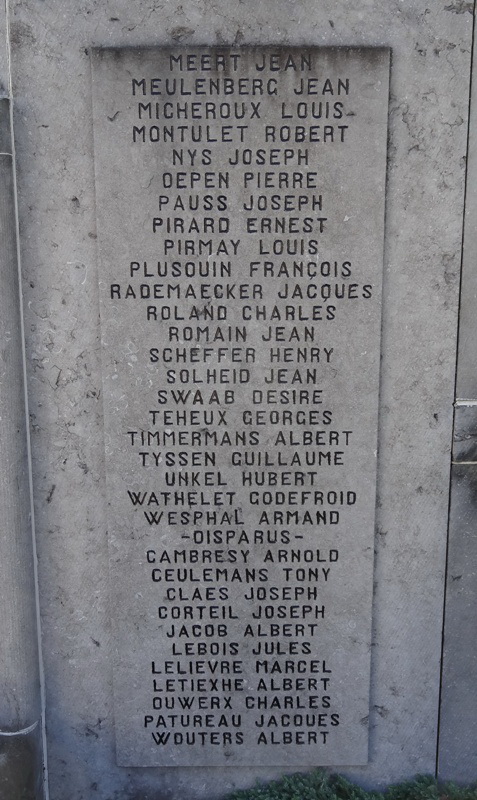 MEERT JEAN
MEULENBERG JEAN
MICHEROUX LOUIS
MONTULET ROBERT
NYS JOSEPH
OEPEN PIERRE
PAUSS JOSEPH
PIRARD ERNEST
PIRMAY LOUIS
PLUSQUIN FRANÇOIS
RADEMAECKER JACQUES
ROLAND CHARLES
ROMAIN JEAN
SCHEFFER HENRY
SOLHEID JEAN
SWAAB DESIRE
TEHEUX GEORGES
TIMMERMANS ALBERT
TYSSEN GUILLAUME
UNKEL HUBERT
WATHELET GODEFROID
WESPHAL ARMAND
-DISPARUS-
CAMBRESY ARNOLD
CEULEMANS TONY
CLAES JOSEPH
CORTEIL JOSEPH
JACOB ALBERT
LEBOIS JULES
LELIEVRE MARCEL
LETIEXHE ALBERT
OUWERX CHARLES
PATUREAU JACQUES
WOUTERS ALBERT